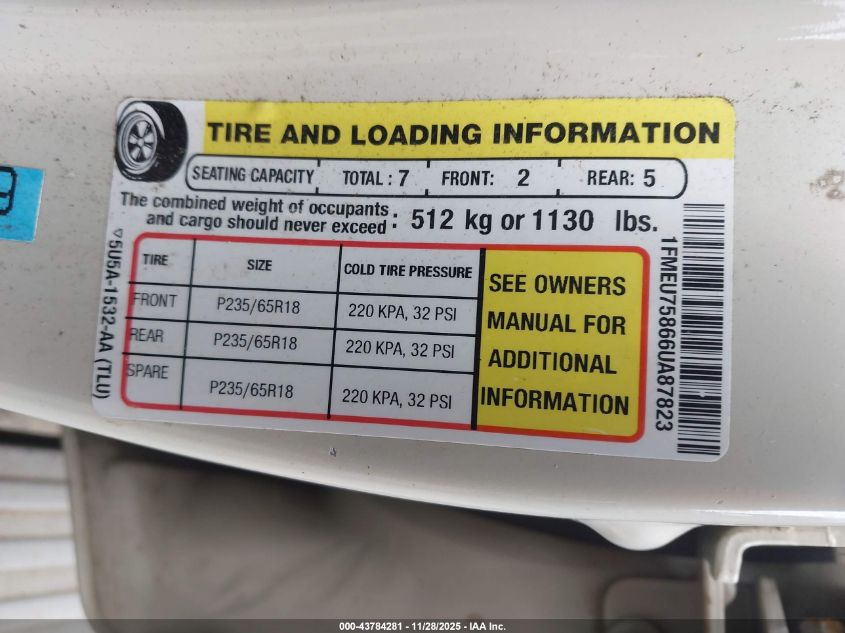 TIRE AND LOADING INFORMATION
SEATING CAPACITY TOTAL : 7 FRONT: 2 REAR: 5
The combined weight of occupants
and cargo should never exceed : 512 kg or 1130 lbs.
TIRE SIZE COLD TIRE PRESSURE
FRONT P235/65R18 220 KPA, 32 PSI
REAR P235/65R18 220 KPA, 32 PSI
SPARE P235/65R18 220 KPA, 32 PSI
SEE OWNERS
MANUAL FOR
ADDITIONAL
INFORMATION
5U5A-1532-AA (TLU)
1FMEU75866UA87823
000-43784281 - 11/28/2025 - IAA Inc.